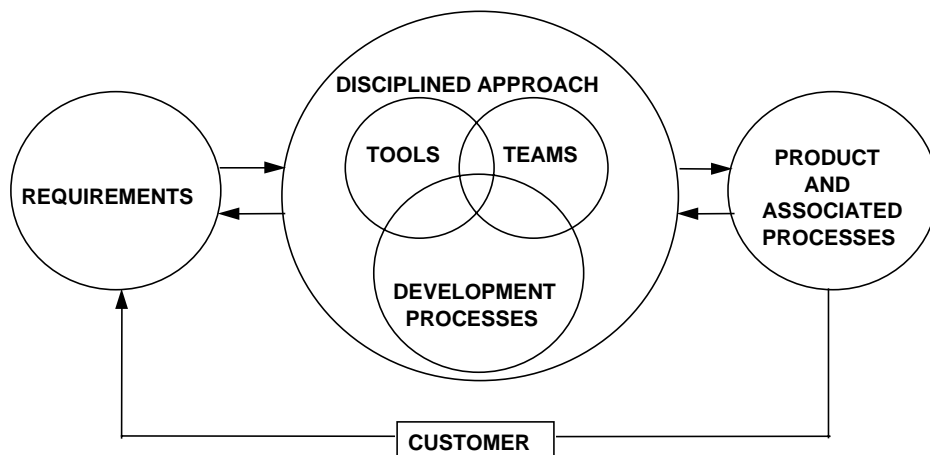 DISCIPLINED APPROACH
TOOLS
TEAMS
REQUIREMENTS
PRODUCT
AND
ASSOCIATED
PROCESSES
DEVELOPMENT
PROCESSES
CUSTOMER